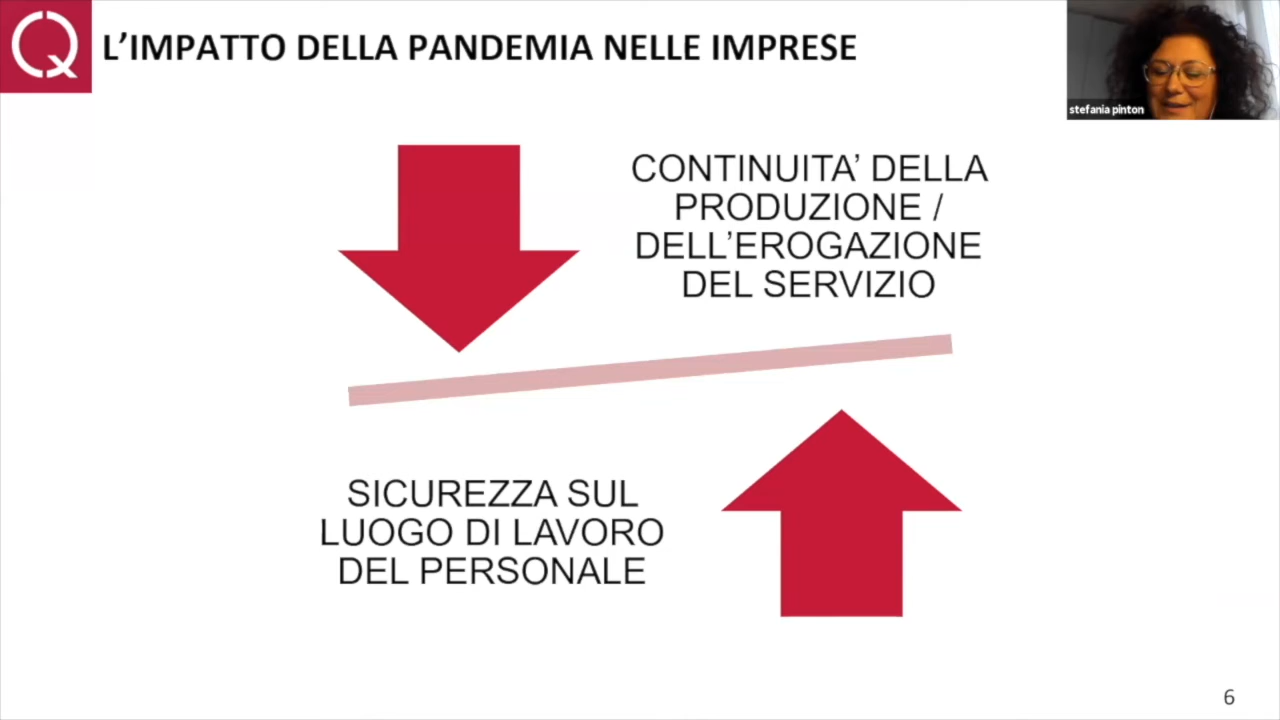 L’IMPATTO DELLA PANDEMIA NELLE IMPRESE
stefania pinton
CONTINUITA’ DELLA
PRODUZIONE /
DELL’EROGAZIONE
DEL SERVIZIO
SICUREZZA SUL
LUOGO DI LAVORO
DEL PERSONALE
6